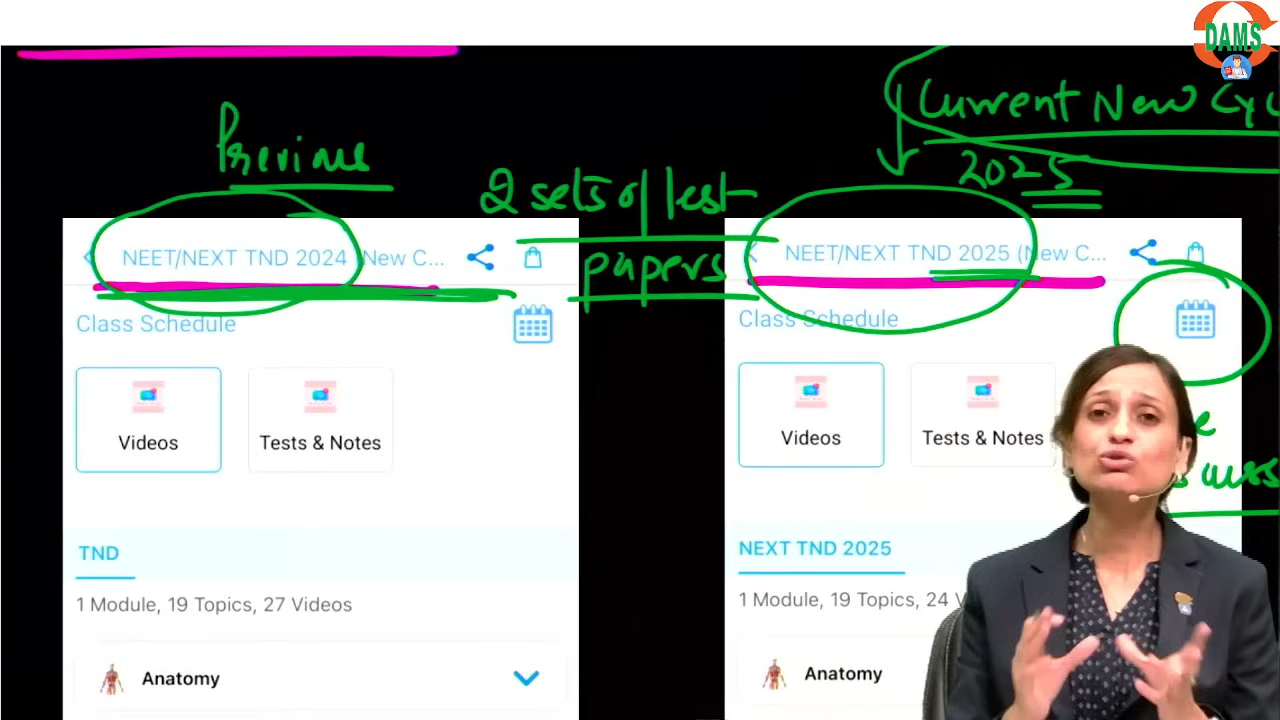 DAMS
Current New Cy
2025
Previous
2 sets of test
papers
NEET/NEXT TND 2024 (New C...
Class Schedule
Videos
Tests & Notes
TND
1 Module, 19 Topics, 27 Videos
Anatomy
NEET/NEXT TND 2025 (New C...
Class Schedule
Videos
Tests & Notes
NEXT TND 2025
1 Module, 19 Topics, 24 V
Anatomy